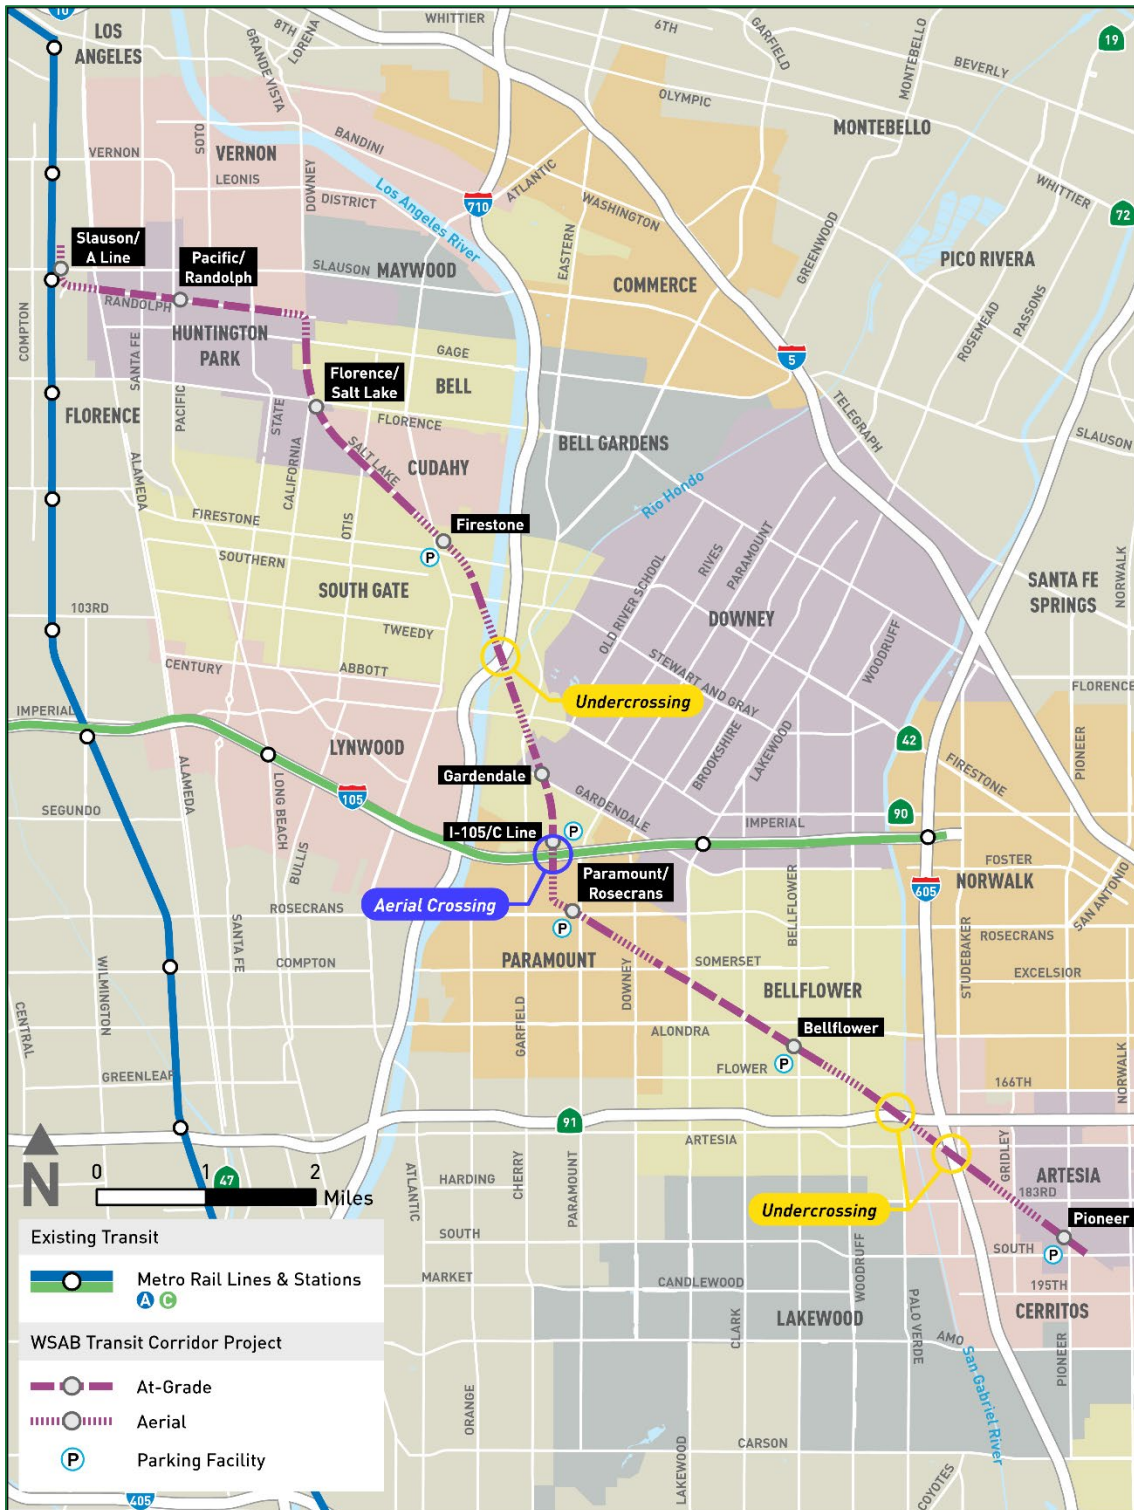 10
LOS
ANGELES
8TH
LORENA
GRANDE VISTA
WHITTIER
6TH
GARFIELD
MONTEBELLO
19
BEVERLY
OLYMPIC
MONTEBELLO
BANDINI
SOTO
VERNON
VERNON
LEONIS
DOWNEY
DISTRICT
Los Angeles River
710
ATLANTIC
WASHINGTON
EASTERN
GREENWOOD
WHITTIER
72
Slauson/
A Line
Pacific/
Randolph
SLAUSON
MAYWOOD
COMMERCE
PICO RIVERA
PASSONS
ROSEMEAD
COMPTON
RANDOLPH
HUNTINGTON
PARK
SANTA FE
PACIFIC
GAGE
5
Florence/
Salt Lake
BELL
FLORENCE
STATE
CALIFORNIA
FLORENCE
SALT LAKE
CUDAHY
BELL GARDENS
TELEGRAPH
SLAUSON
ALAMEDA
Rio Hondo
FIRESTONE
OTIS
Firestone
P
SOUTHERN
SOUTH GATE
OLD RIVER SCHOOL
RIVES
PARAMOUNT
DOWNEY
WOODRUFF
SANTA FE
SPRINGS
NORWALK
103RD
TWEEDY
CENTURY
ABBOTT
STEWART AND GRAY
Undercrossing
FLORENCE
IMPERIAL
LYNWOOD
BROOKSHIRE
LAKEWOOD
42
FIRESTONE
PIONEER
ALAMEDA
LONG BEACH
105
Gardendale
GARDENDALE
SEGUNDO
BULLIS
I-105/C Line
P
IMPERIAL
90
Paramount/
Rosecrans
FOSTER
NORWALK
605
SAN ANTONIO
Aerial Crossing
ROSECRANS
P
BELLFLOWER
STUDEBAKER
ROSECRANS
SANTA FE
WILMINGTON
COMPTON
PARAMOUNT
DOWNEY
SOMERSET
EXCELSIOR
BELLFLOWER
CENTRAL
GARFIELD
ALONDRA
Bellflower
P
GREENLEAF
FLOWER
166TH
NORWALK
91
ARTESIA
GRIDLEY
ARTESIA
N
0 1 2
Miles
47
ATLANTIC
HARDING
CHERRY
PARAMOUNT
183RD
Undercrossing
Pioneer
SOUTH
WOODRUFF
SOUTH
P
MARKET
CANDLEWOOD
195TH
CLARK
LAKEWOOD
PALO VERDE
CERRITOS
AMO
San Gabriel River
PIONEER
ORANGE
CARSON
LAKEWOOD
COYOTES
Existing Transit
Metro Rail Lines & Stations
A C
WSAB Transit Corridor Project
At-Grade
Aerial
P Parking Facility
405